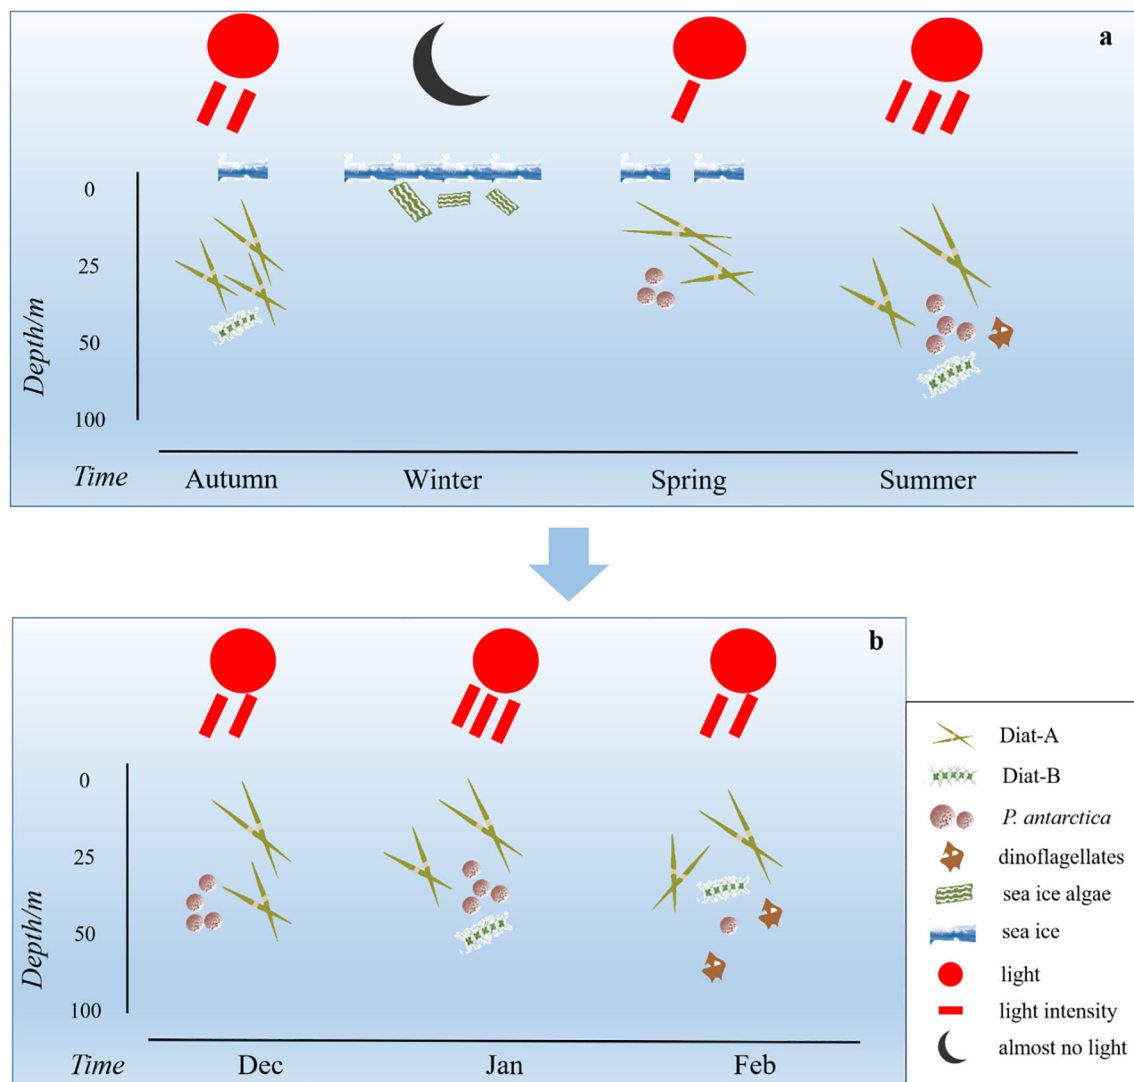 a
0
25
50
100
Depth/m
Time Autumn Winter Spring Summer
b
0
25
50
100
Depth/m
Time Dec Jan Feb
Diat-A
Diat-B
P. antarctica
dinoflagellates
sea ice algae
sea ice
light
light intensity
almost no light